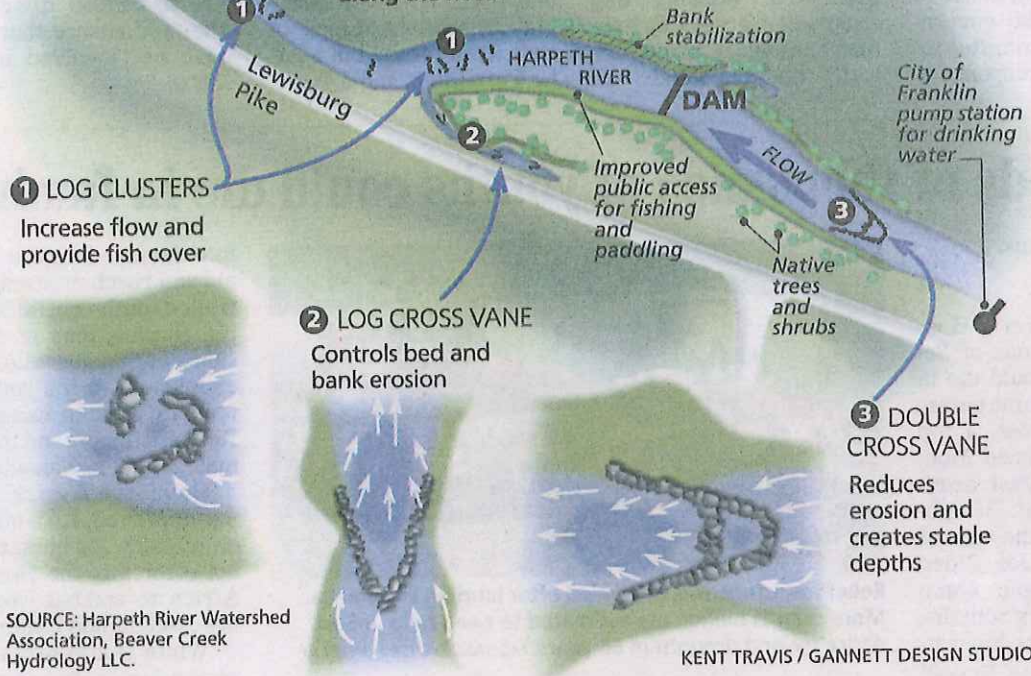 1
1
HARPETH
RIVER
Bank
stabilization
DAM
City of
Franklin
pump station
for drinking
water
Lewisburg
Pike
2
FLOW
3
Improved
public access
for fishing
and
paddling
Native
trees
and
shrubs
1 LOG CLUSTERS
Increase flow and
provide fish cover
2 LOG CROSS VANE
Controls bed and
bank erosion
3 DOUBLE
CROSS VANE
Reduces
erosion and
creates stable
depths
SOURCE: Harpeth River Watershed
Association, Beaver Creek
Hydrology LLC.
KENT TRAVIS / GANNETT DESIGN STUDIO